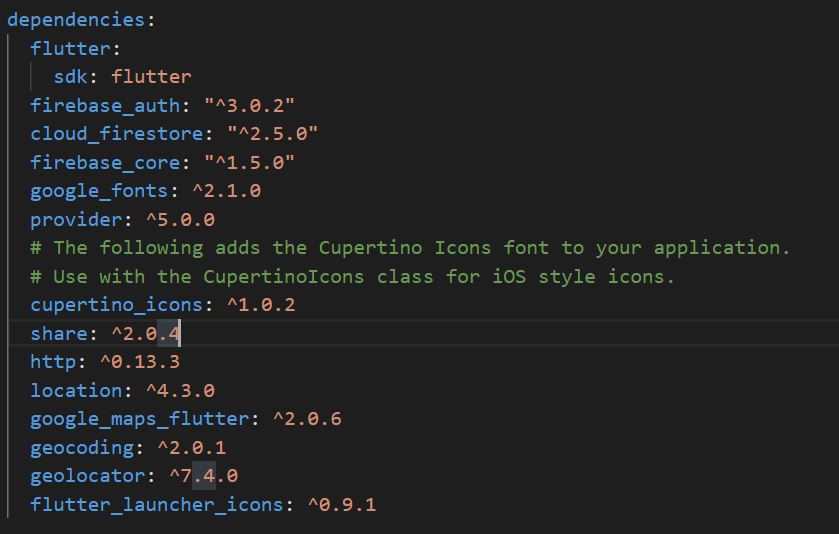 dependencies:
flutter:
sdk: flutter
firebase_auth: "^3.0.2"
cloud_firestore: "^2.5.0"
firebase_core: "^1.5.0"
google_fonts: ^2.1.0
provider: ^5.0.0
# The following adds the Cupertino Icons font to your application.
# Use with the CupertinoIcons class for iOS style icons.
cupertino_icons: ^1.0.2
share: ^2.0.4
http: ^0.13.3
location: ^4.3.0
google_maps_flutter: ^2.0.6
geocoding: ^2.0.1
geolocator: ^7.4.0
flutter_launcher_icons: ^0.9.1